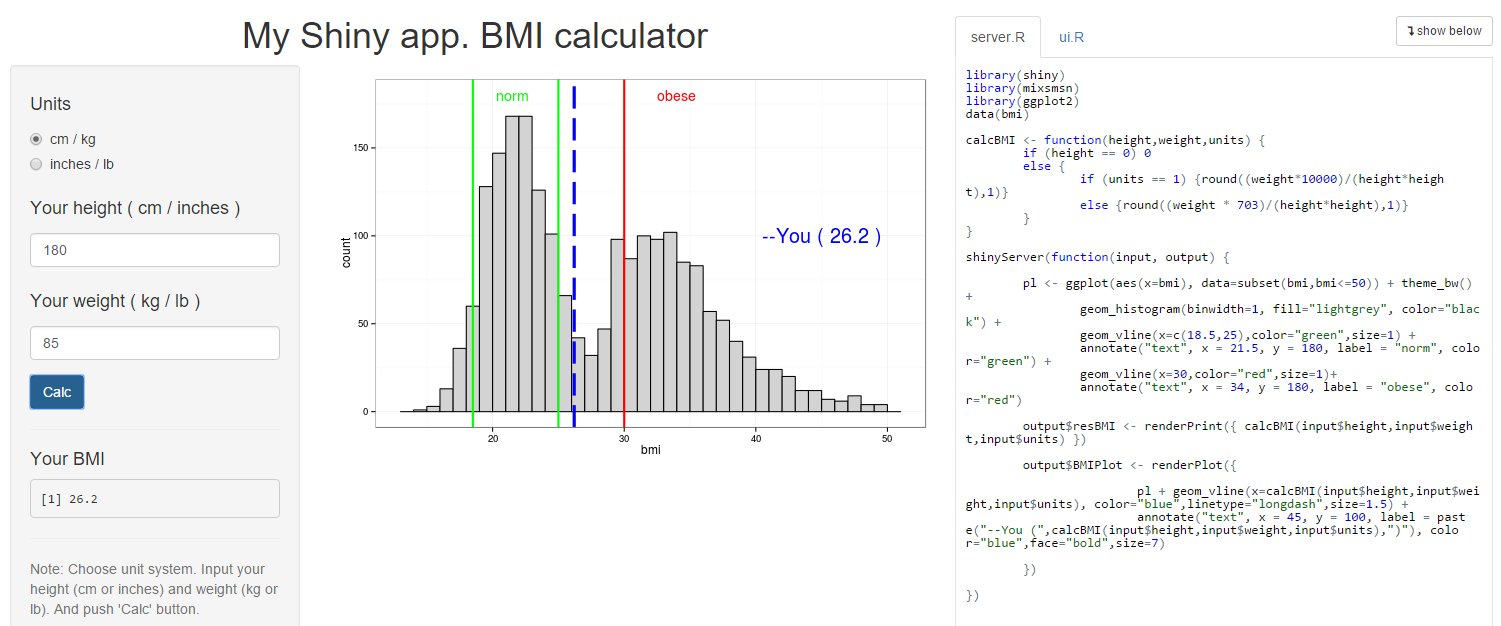 My Shiny app. BMI calculator
Units
cm / kg
inches / lb
Your height ( cm / inches )
180
Your weight ( kg / lb )
85
Calc
Your BMI
[1] 26.2
Note: Choose unit system. Input your
height (cm or inches) and weight (kg or
lb). And push 'Calc' button.
norm
obese
--You ( 26.2 )
count
150
100
50
0
20
30
40
50
bmi
server.R
ui.R
show below
library(shiny)
library(mixsmsn)
library(ggplot2)
data(bmi)
calcBMI <- function(height,weight,units) {
if (height == 0) 0
else {
if (units == 1) {round((weight*10000)/(height*heigh
t),1)}
else {round((weight * 703)/(height*height),1)}
}
}
shinyServer(function(input, output) {
pl <- ggplot(aes(x=bmi), data=subset(bmi,bmi<=50)) + theme_bw()
+
geom_histogram(binwidth=1, fill="lightgrey", color="blac
k") +
geom_vline(x=c(18.5,25),color="green",size=1) +
annotate("text", x = 21.5, y = 180, label = "norm", colo
r="green") +
geom_vline(x=30,color="red",size=1)+
annotate("text", x = 34, y = 180, label = "obese", colo
r="red")
output$resBMI <- renderPrint({ calcBMI(input$height,input$weigh
t,input$units) })
output$BMIPlot <- renderPlot({
pl + geom_vline(x=calcBMI(input$height,input$wei
ght,input$units), color="blue",linetype="longdash",size=1.5) +
annotate("text", x = 45, y = 100, label = past
e("--You (",calcBMI(input$height,input$weight,input$units),")"), colo
r="blue",face="bold",size=7)
})
})